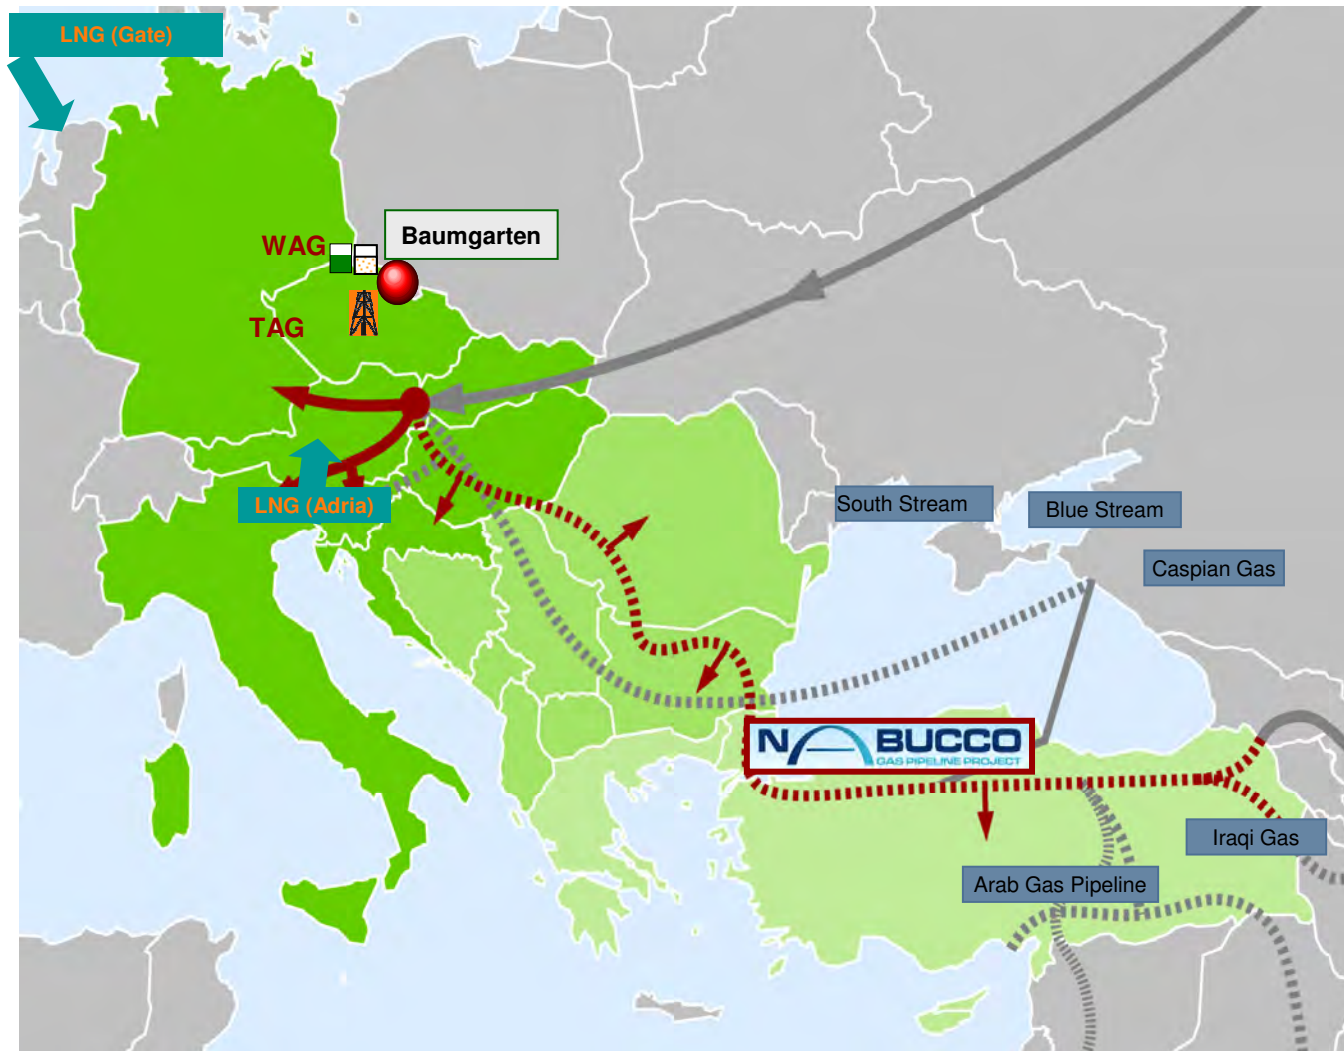 LNG (Gate)
WAG
Baumgarten
TAG
LNG (Adria)
South Stream
Blue Stream
Caspian Gas
NABUCCO
GAS PIPELINE PROJECT
Iraqi Gas
Arab Gas Pipeline